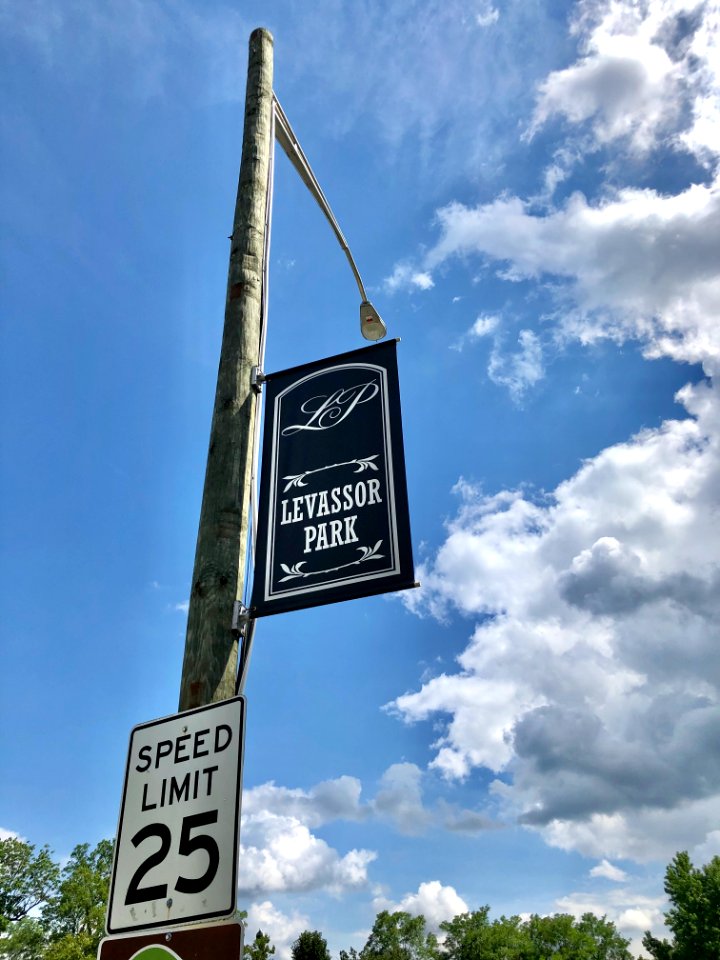 LP
LEVASSOR
PARK
SPEED
LIMIT
25